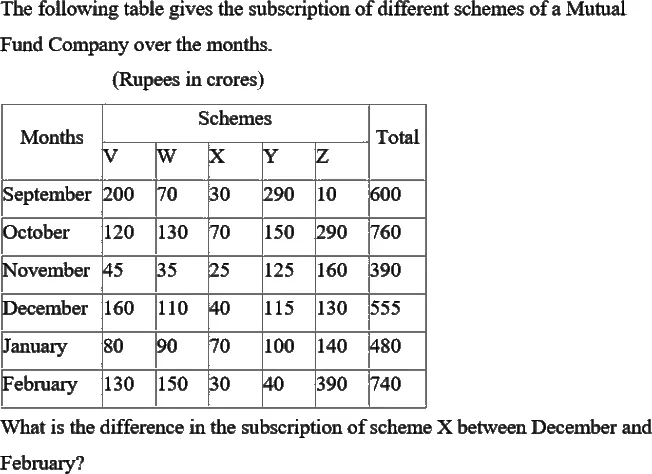 The following table gives the subscription of different schemes of a Mutual
Fund Company over the months.
(Rupees in crores)
Months Schemes Total
V W X Y Z
September 200 70 30 290 10 600
October 120 130 70 150 290 760
November 45 35 25 125 160 390
December 160 110 40 115 130 555
January 80 90 70 100 140 480
February 130 150 30 40 390 740
What is the difference in the subscription of scheme X between December and
February?